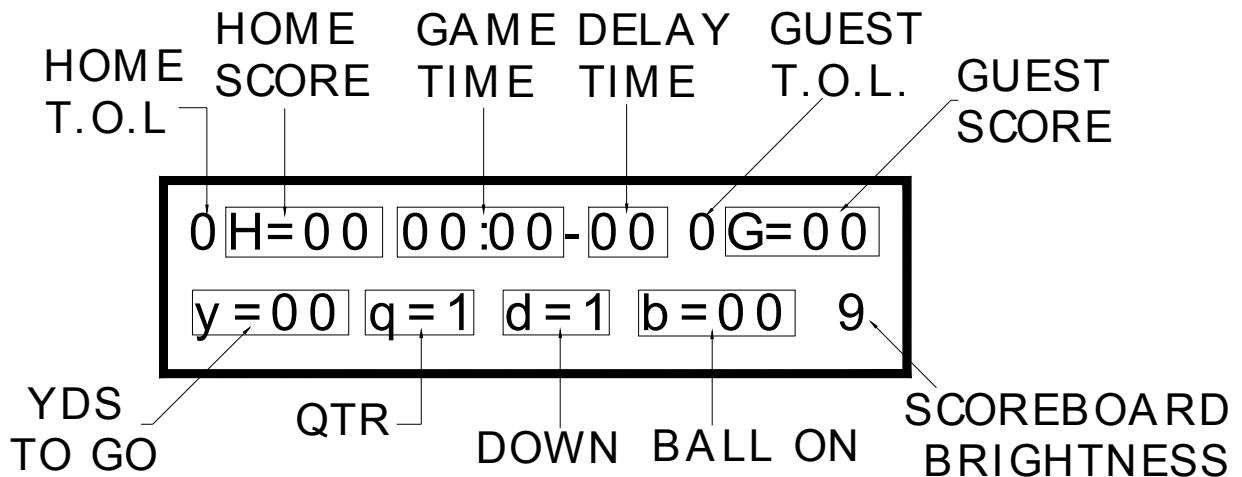 HOME
T.O.L
HOME
SCORE
GAME
TIME
DELAY
TIME
GUEST
T.O.L.
GUEST
SCORE
0 H=00 00:00-00 0 G=00
y=00 q=1 d=1 b=00 9
YDS
TO GO
QTR
DOWN
BALL ON
SCOREBOARD
BRIGHTNESS